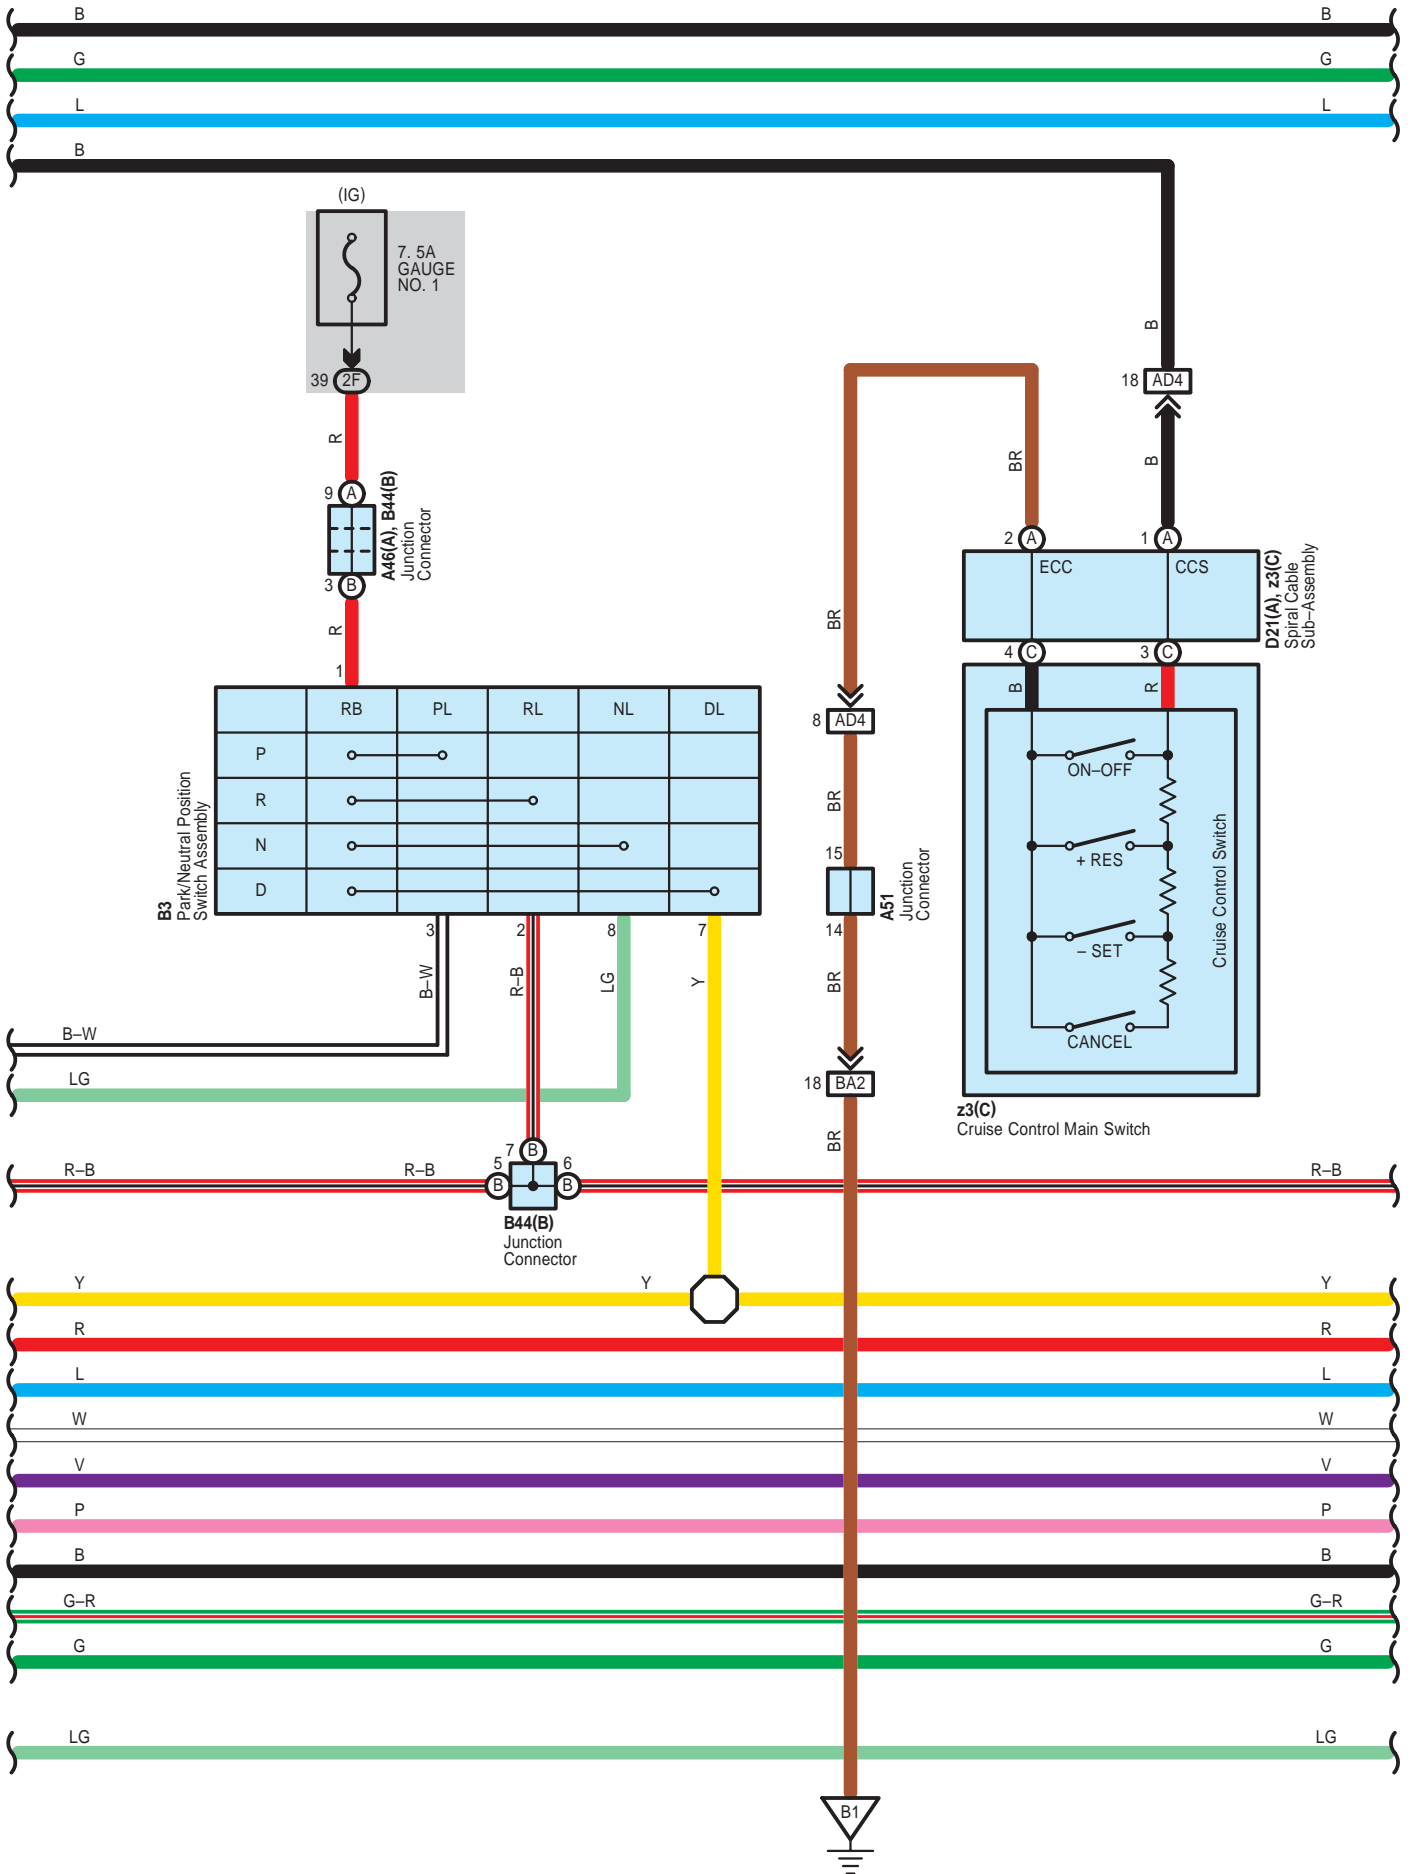 B B
G G
L L
B
(IG)
7. 5A
GAUGE
NO. 1
39 2F
R
9 A
A46(A), B44(B)
Junction
Connector
3 B
R
1
RB PL RL NL DL
P
R
N
D
B3
Park/Neutral Position
Switch Assembly
3 2 8 7
B–W R–B LG Y
B–W
LG
7 B
5 B 6 B
R–B R–B R–B
B44(B)
Junction
Connector
B
18 AD4
B
BR
2 A 1 A
ECC CCS
D21(A), z3(C)
Spiral Cable
Sub–Assembly
4 C 3 C
B R
ON–OFF
+ RES
– SET
CANCEL
Cruise Control Switch
z3(C)
Cruise Control Main Switch
BR
8 AD4
BR
15
A51
Junction
Connector
14
BR
18 BA2
BR
Y Y Y
R R
L L
W W
V V
P P
B B
G–R G–R
G G
LG LG
B1